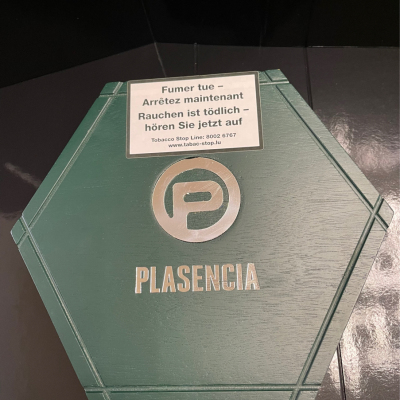 Fumer tue –
Arrêtez maintenant
Rauchen ist tödlich –
hören Sie jetzt auf
Tobacco Stop Line: 8002 6767
www.tabac-stop.lu
P
PLASENCIA